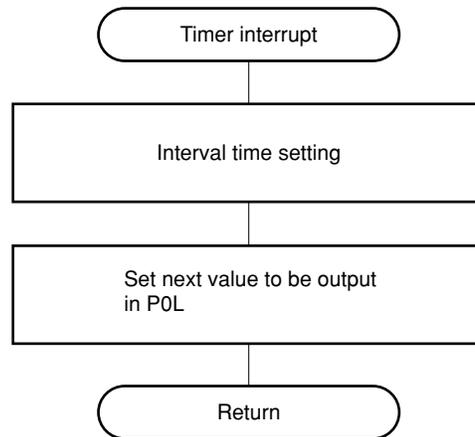 Timer interrupt
Interval time setting
Set next value to be output
in P0L
Return